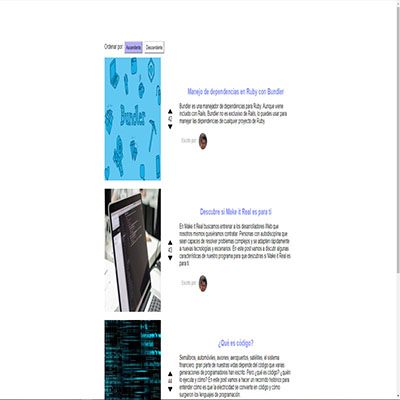 Ordenar por: Ascendente Descendente
Bundler
42
Manejo de dependencias en Ruby con Bundler
Bundler es una manejador de dependencias para Ruby. Aunque viene
incluido con Rails, Bundler no es exclusivo de Rails, lo puedes usar para
manejar las dependencias de cualquier proyecto de Ruby.
Escrito por:
43
Descubre si Make it Real es para ti
En Make it Real buscamos entrenar a los desarrolladores Web que
nosotros mismos quisiéramos contratar. Personas con autodisciplina que
sean capaces de resolver problemas complejos y se adapten rápidamente
a nuevas tecnologías y escenarios. En este post vamos a discutir algunas
características de nuestro programa para que descubras si Make it Real es
para ti.
Escrito por:
44
¿Qué es código?
Semáforos, automóviles, aviones, aeropuertos, satélites, el sistema
financiero, gran parte de nuestras vidas depende del código que varias
generaciones de programadores han escrito. Pero ¿qué es código? ¿quién
lo ejecuta y cómo? En este post vamos a hacer un recorrido histórico para
entender cómo es que la electricidad se convierte en código y cómo
surgieron los lenguajes de programación.